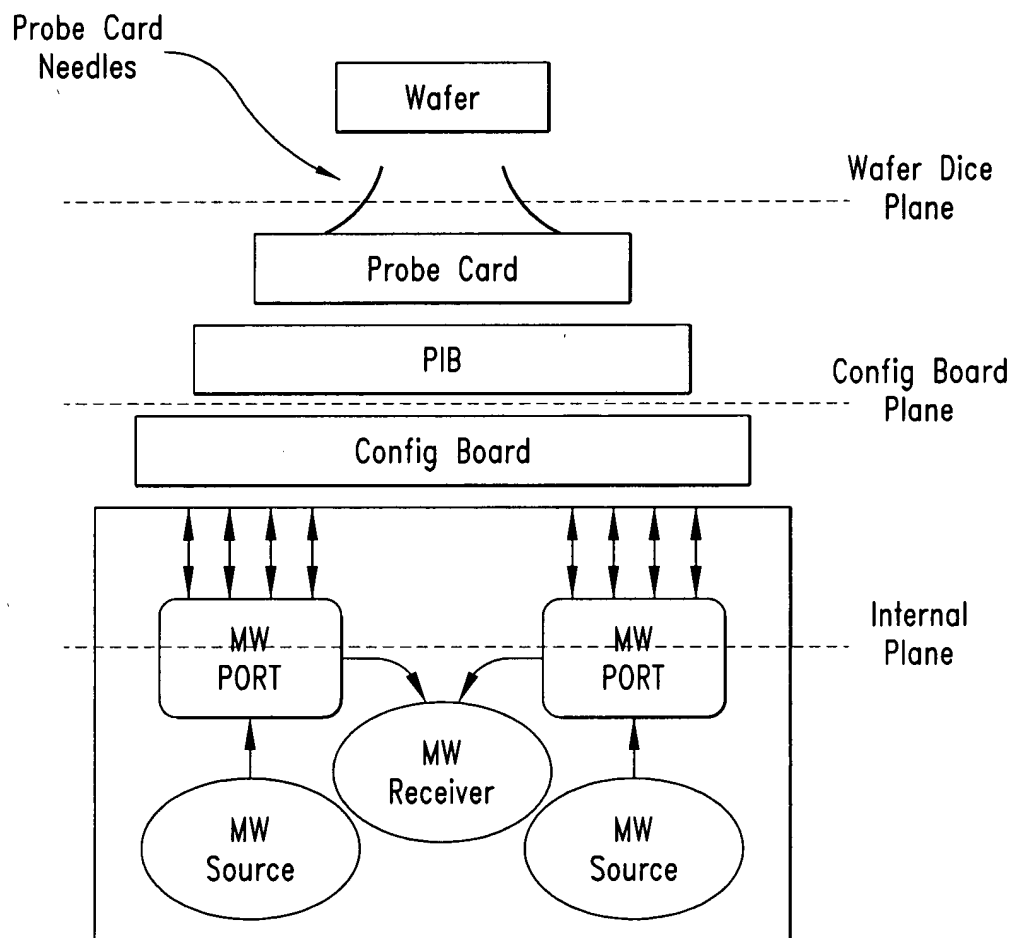 Probe Card
Needles
Wafer
Wafer Dice
Plane
Probe Card
PIB
Config Board
Plane
Config Board
Internal
Plane
MW
PORT
MW
PORT
MW
Receiver
MW
Source
MW
Source